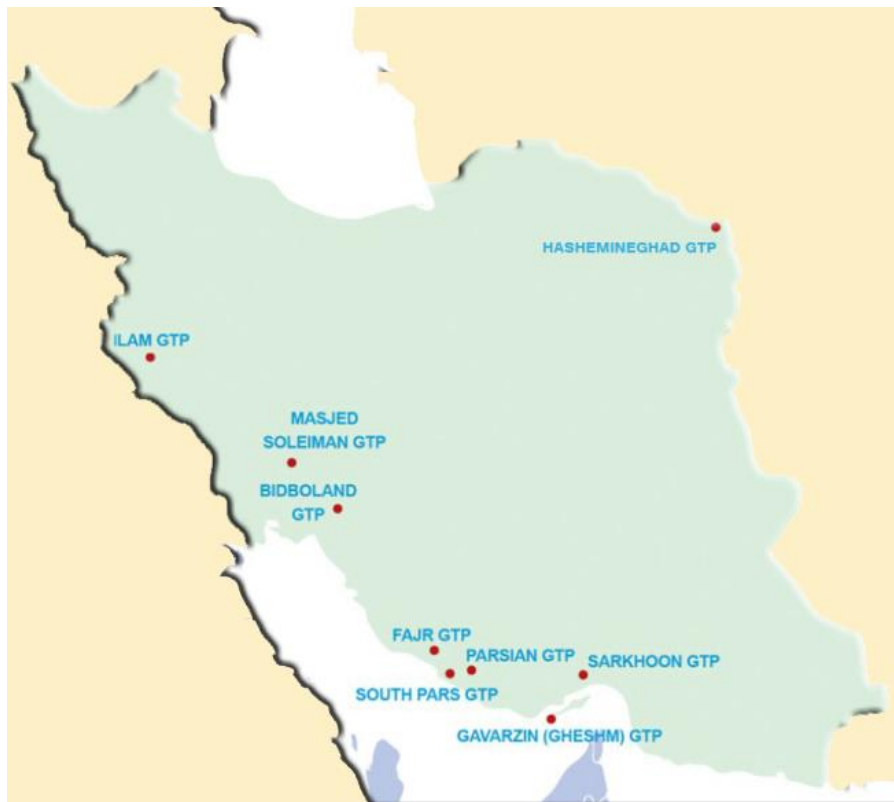 HASHEMINEGHAD GTP
ILAM GTP
MASJED
SOLEIMAN GTP
BIDBOLAND
GTP
FAJR GTP
PARSIAN GTP
SARKHOON GTP
SOUTH PARS GTP
GAVARZIN (GHESHM) GTP